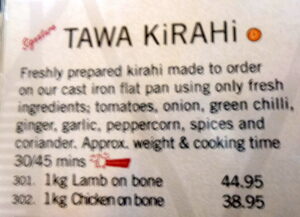 Signature
TAWA KiRAHi
Freshly prepared kirahi made to order
on our cast iron flat pan using only fresh
ingredients; tomatoes, onion, green chilli,
ginger, garlic, peppercorn, spices and
coriander. Approx. weight & cooking time
30/45 mins
301. 1kg Lamb on bone 44.95
302. 1kg Chicken on bone 38.95